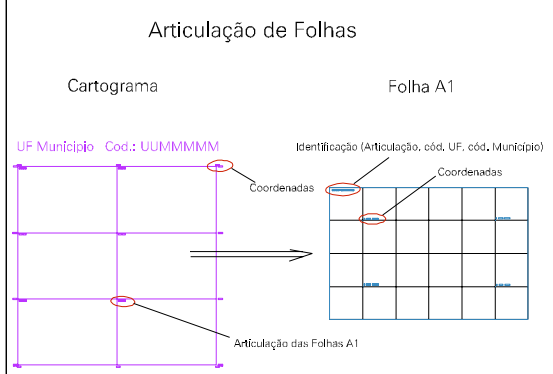 Articulação de Folhas
Cartograma
Folha A1
UF Município Cod.: UUMMMMM
Identificação (Articulação, cód. UF, cód. Município)
Coordenadas
Coordenadas
Articulação das Folhas A1